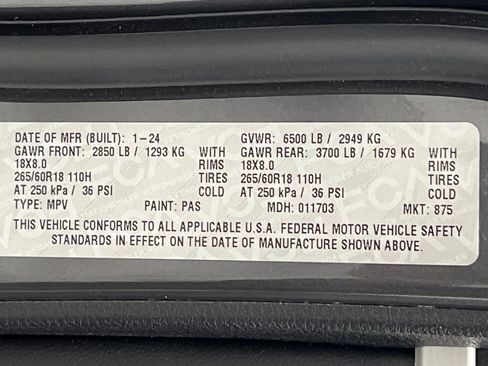 DATE OF MFR (BUILT): 1-24 GVWR: 6500 LB / 2949 KG
GAWR FRONT: 2850 LB / 1293 KG WITH GAWR REAR: 3700 LB / 1679 KG WITH
18X8.0 RIMS 18X8.0 RIMS
265/60R18 110H TIRES 265/60R18 110H TIRES
AT 250 kPa / 36 PSI COLD AT 250 kPa / 36 PSI COLD
TYPE: MPV PAINT: PAS MDH: 011703 MKT: 875
THIS VEHICLE CONFORMS TO ALL APPLICABLE U.S.A. FEDERAL MOTOR VEHICLE SAFETY
STANDARDS IN EFFECT ON THE DATE OF MANUFACTURE SHOWN ABOVE.